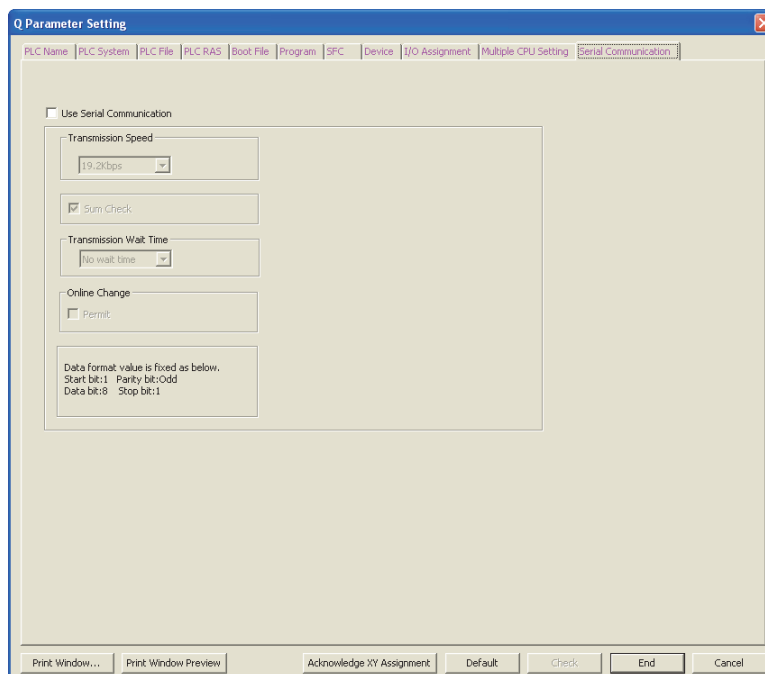 Q Parameter Setting
PLC Name PLC System PLC File PLC RAS Boot File Program SFC Device I/O Assignment Multiple CPU Setting Serial Communication
Use Serial Communication
Transmission Speed
19.2Kbps
Sum Check
Transmission Wait Time
No wait time
Online Change
Permit
Data format value is fixed as below.
Start bit:1 Parity bit:Odd
Data bit:8 Stop bit:1
Print Window... Print Window Preview Acknowledge XY Assignment Default Check End Cancel